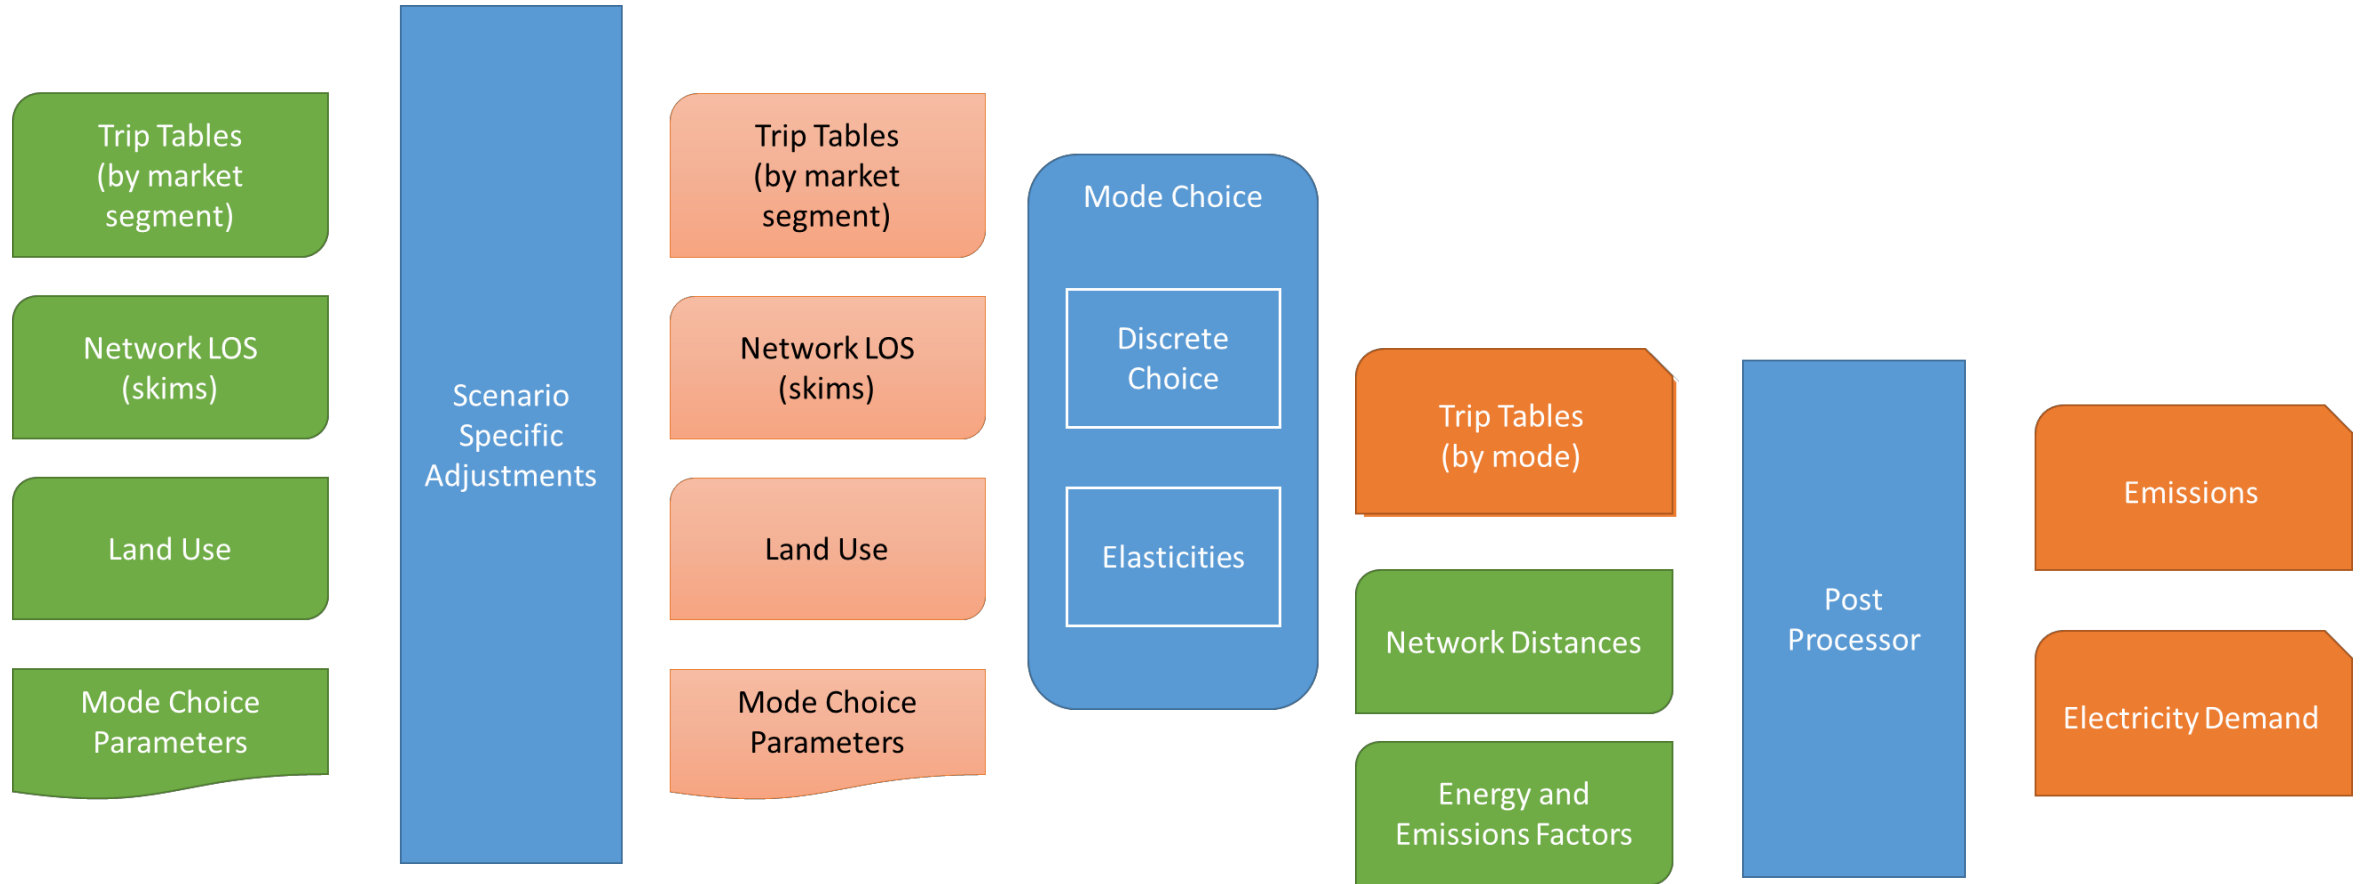 Trip Tables
(by market
segment)
Network LOS
(skims)
Land Use
Mode Choice
Parameters
Scenario
Specific
Adjustments
Trip Tables
(by market
segment)
Network LOS
(skims)
Land Use
Mode Choice
Parameters
Mode Choice
Discrete
Choice
Elasticities
Trip Tables
(by mode)
Network Distances
Energy and
Emissions Factors
Post
Processor
Emissions
Electricity Demand